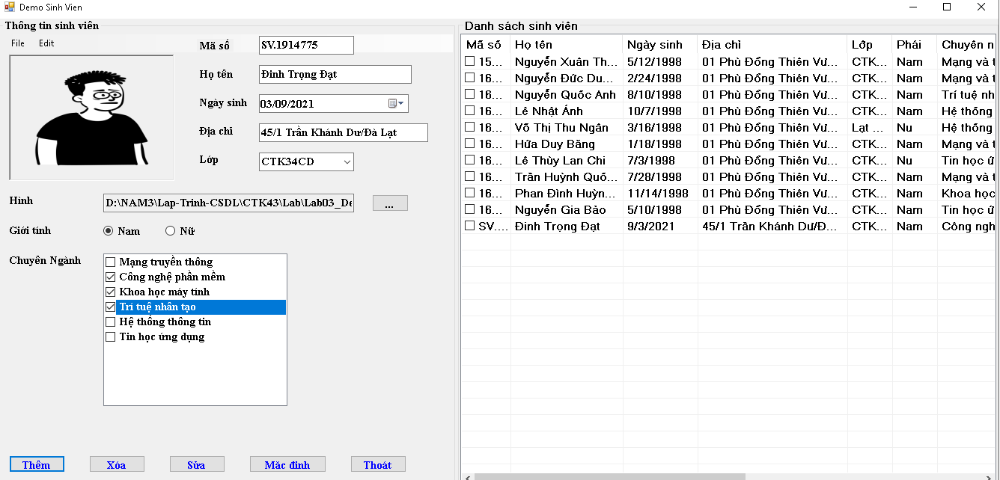 Demo Sinh Vien
Thông tin sinh viên
File Edit
Mã số SV.1914775
Họ tên Đinh Trọng Đạt
Ngày sinh 03/09/2021
Địa chỉ 45/1 Trần Khánh Dư/Đà Lạt
Lớp CTK34CD
Hình D:\NAM3\Lap-Trinh-CSDL\CTK43\Lab\Lab03_De ...
Giới tính Nam Nữ
Chuyên Ngành
Mạng truyền thông
Công nghệ phần mềm
Khoa học máy tính
Trí tuệ nhân tạo
Hệ thống thông tin
Tin học ứng dụng
Thêm Xóa Sửa Măc đinh Thoát
Danh sách sinh viên
Mã số Họ tên Ngày sinh Địa chỉ Lớp Phái Chuyên n
15... Nguyễn Xuân Th... 5/12/1998 01 Phù Đổng Thiên Vư... CTK... Nam Mạng và t
16... Nguyễn Đức Du... 2/24/1998 01 Phù Đổng Thiên Vư... CTK... Nam Mạng và t
16... Nguyễn Quốc Anh 8/10/1998 01 Phù Đổng Thiên Vư... CTK... Nam Trí tuệ nh
16... Lê Nhật Ánh 10/7/1998 01 Phù Đổng Thiên Vư... CTK... Nam Hệ thống
16... Võ Thị Thu Ngân 3/16/1998 01 Phù Đổng Thiên Vư... Lạt ... Nu Hệ thống
16... Hứa Duy Băng 1/18/1998 01 Phù Đổng Thiên Vư... CTK... Nam Mạng và t
16... Lê Thùy Lan Chi 7/3/1998 01 Phù Đổng Thiên Vư... CTK... Nu Tin học ứ
16... Trần Huỳnh Quố... 7/28/1998 01 Phù Đổng Thiên Vư... CTK... Nam Mạng và t
16... Phan Đình Huỳn... 11/14/1998 01 Phù Đổng Thiên Vư... CTK... Nam Khoa học
16... Nguyễn Gia Bảo 5/10/1998 01 Phù Đổng Thiên Vư... CTK... Nam Tin học ứ
SV.... Đinh Trọng Đạt 9/3/2021 45/1 Trần Khánh Dư/Đ... CTK... Nam Công ngh